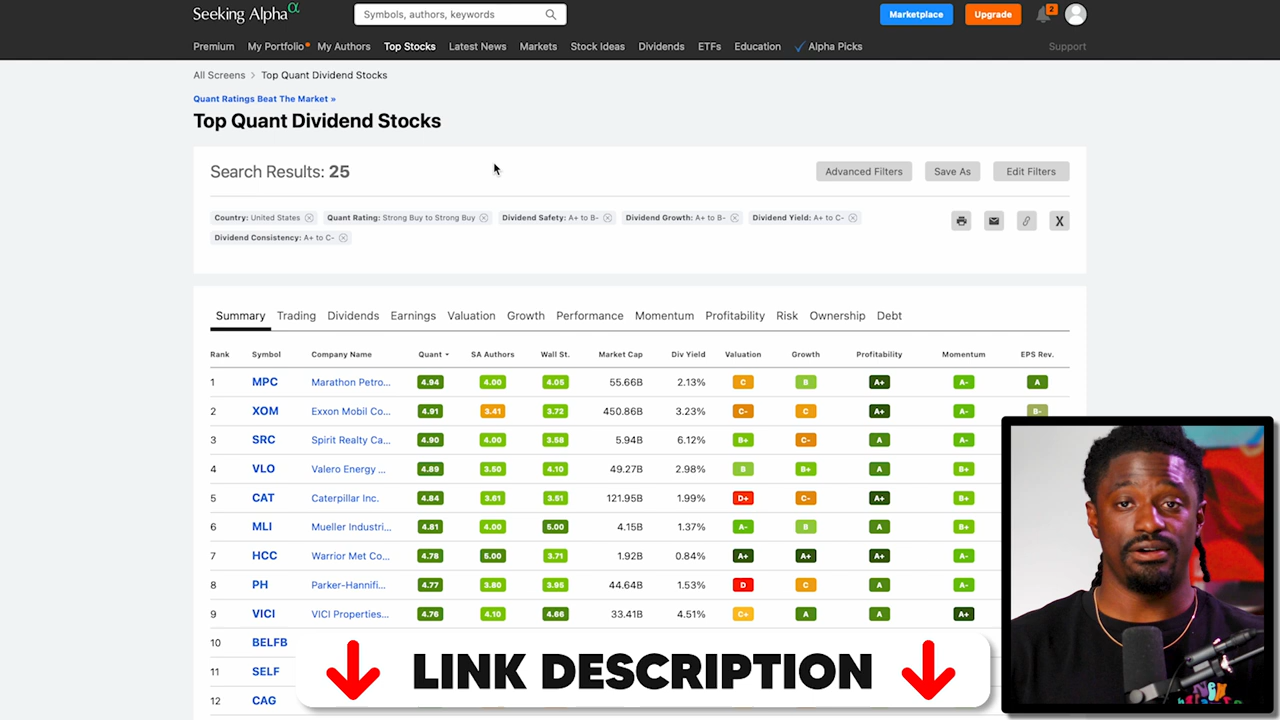 Seeking Alpha α
Symbols, authors, keywords
Marketplace
Upgrade
2
Premium My Portfolio My Authors Top Stocks Latest News Markets Stock Ideas Dividends ETFs Education Alpha Picks Support
All Screens > Top Quant Dividend Stocks
Quant Ratings Beat The Market »
Top Quant Dividend Stocks
Search Results: 25
Advanced Filters Save As Edit Filters
Country: United States Quant Rating: Strong Buy to Strong Buy Dividend Safety: A+ to B- Dividend Growth: A+ to B- Dividend Yield: A+ to C-
Dividend Consistency: A+ to C-
X
Summary Trading Dividends Earnings Valuation Growth Performance Momentum Profitability Risk Ownership Debt
Rank Symbol Company Name Quant SA Authors Wall St. Market Cap Div Yield Valuation Growth Profitability Momentum EPS Rev.
1 MPC Marathon Petro... 4.94 4.00 4.05 55.66B 2.13% C B A+ A- A
2 XOM Exxon Mobil Co... 4.91 3.41 3.72 450.86B 3.23% C- C A+ A- B-
3 SRC Spirit Realty Ca... 4.90 4.00 3.58 5.94B 6.12% B+ C- A A-
4 VLO Valero Energy ... 4.89 3.50 4.10 49.27B 2.98% B B+ A B+
5 CAT Caterpillar Inc. 4.84 3.61 3.51 121.95B 1.99% D+ C- A+ B+
6 MLI Mueller Industri... 4.81 4.00 5.00 4.15B 1.37% A- B A B+
7 HCC Warrior Met Co... 4.78 5.00 3.71 1.92B 0.84% A+ A+ A+ A-
8 PH Parker-Hannifi... 4.77 3.80 3.95 44.64B 1.53% D C A A-
9 VICI VICI Properties... 4.76 4.10 4.66 33.41B 4.51% C+ A A A+
10 BELFB
11 SELF
12 CAG
LINK DESCRIPTION